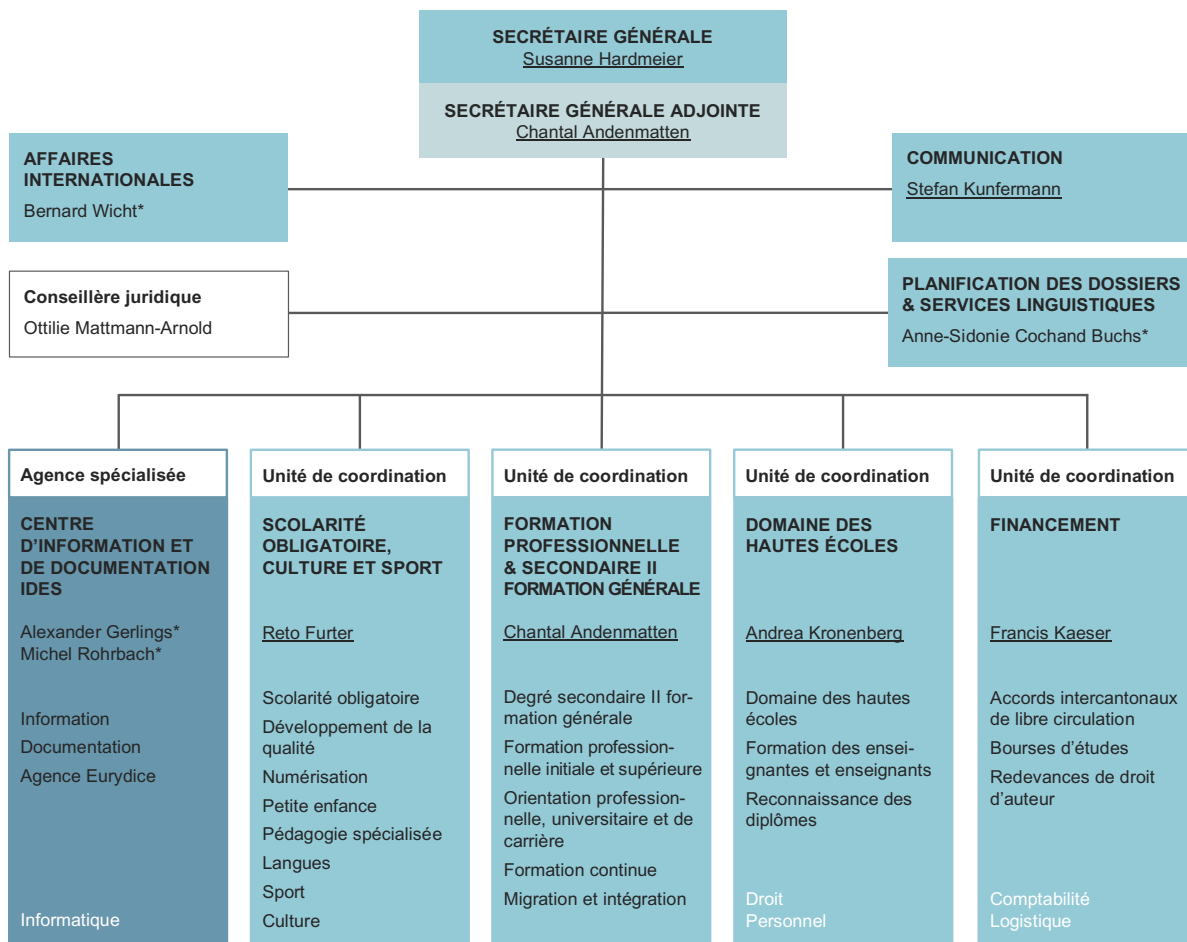 SECRÉTAIRE GÉNÉRALE
Susanne Hardmeier
SECRÉTAIRE GÉNÉRALE ADJOINTE
Chantal Andenmatten
AFFAIRES
INTERNATIONALES
Bernard Wicht*
COMMUNICATION
Stefan Kunfermann
Conseillère juridique
Ottilie Mattmann-Arnold
PLANIFICATION DES DOSSIERS
& SERVICES LINGUISTIQUES
Anne-Sidonie Cochand Buchs*
Agence spécialisée
CENTRE
D'INFORMATION ET
DE DOCUMENTATION
IDES
Alexander Gerlings*
Michel Rohrbach*
Information
Documentation
Agence Eurydice
Informatique
Unité de coordination
SCOLARITÉ
OBLIGATOIRE,
CULTURE ET SPORT
Reto Furter
Scolarité obligatoire
Développement de la
qualité
Numérisation
Petite enfance
Pédagogie spécialisée
Langues
Sport
Culture
Unité de coordination
FORMATION
PROFESSIONNELLE
& SECONDAIRE II
FORMATION GÉNÉRALE
Chantal Andenmatten
Degré secondaire II for-
mation générale
Formation profession-
nelle initiale et supérieure
Orientation profession-
nelle, universitaire et de
carrière
Formation continue
Migration et intégration
Unité de coordination
DOMAINE DES
HAUTES ÉCOLES
Andrea Kronenberg
Domaine des hautes
écoles
Formation des ensei-
gnantes et enseignants
Reconnaissance des
diplômes
Droit
Personnel
Unité de coordination
FINANCEMENT
Francis Kaeser
Accords intercantonaux
de libre circulation
Bourses d'études
Redevances de droit
d'auteur
Comptabilité
Logistique